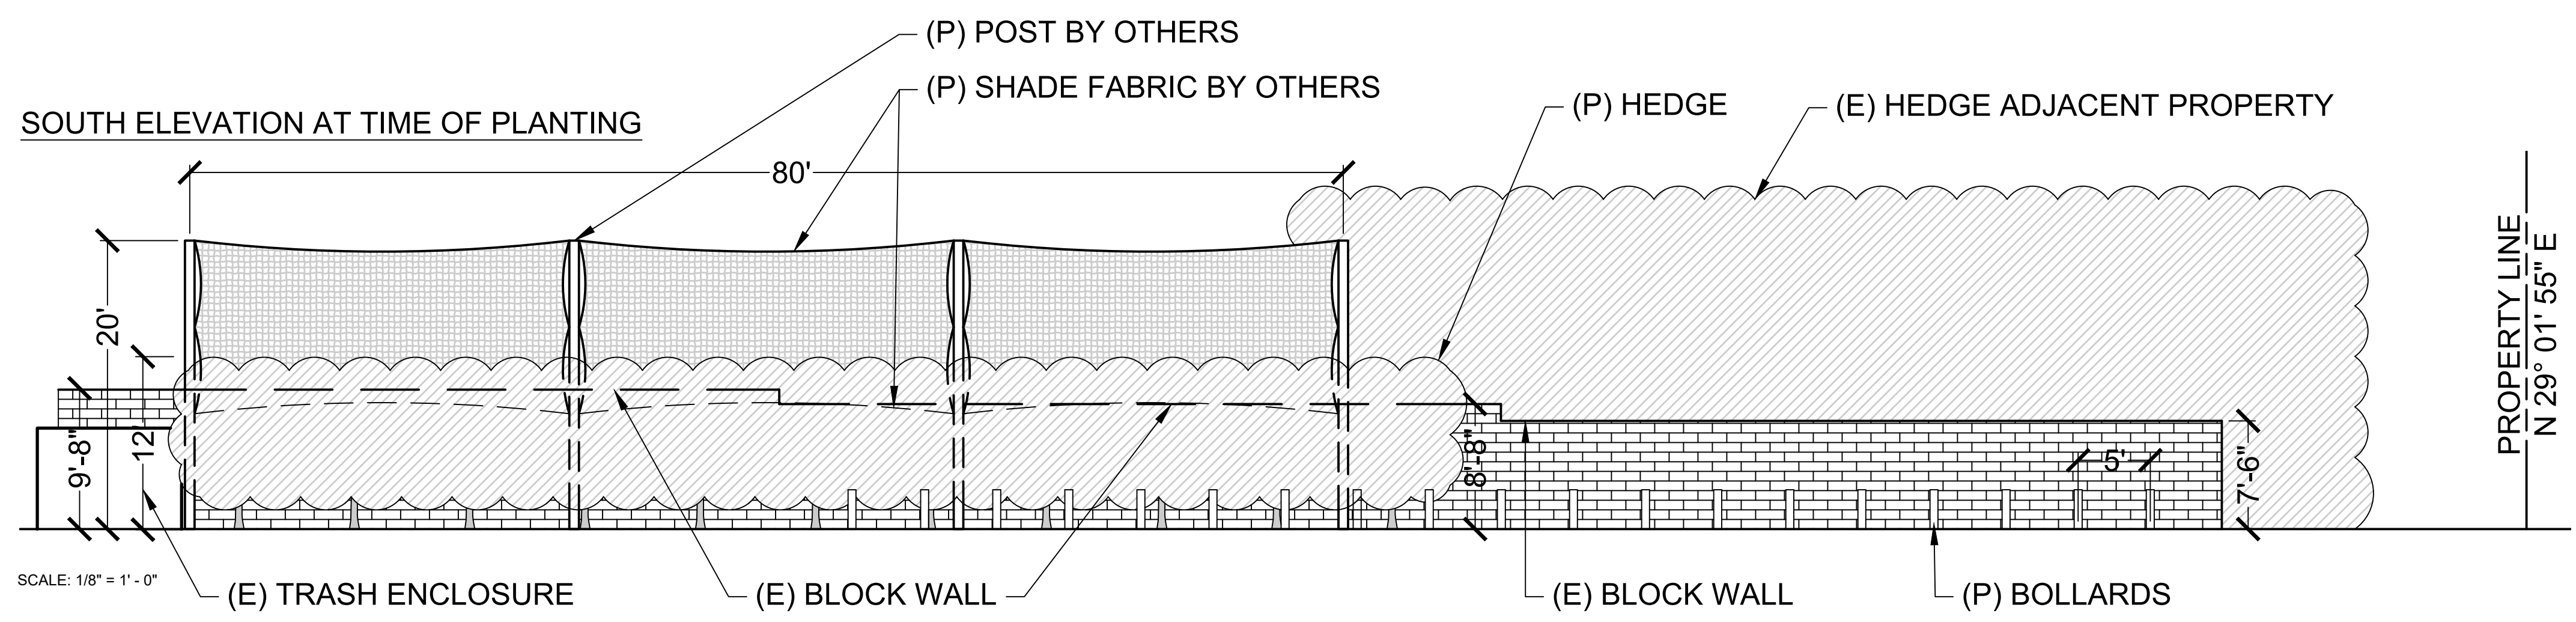 (P) POST BY OTHERS
(P) SHADE FABRIC BY OTHERS
(P) HEDGE
(E) HEDGE ADJACENT PROPERTY
SOUTH ELEVATION AT TIME OF PLANTING
80'
20'
12'
9'-8"
8'-8"
5'
7'-6"
PROPERTY LINE
N 29° 01' 55" E
SCALE: 1/8" = 1' - 0"
(E) TRASH ENCLOSURE
(E) BLOCK WALL
(E) BLOCK WALL
(P) BOLLARDS